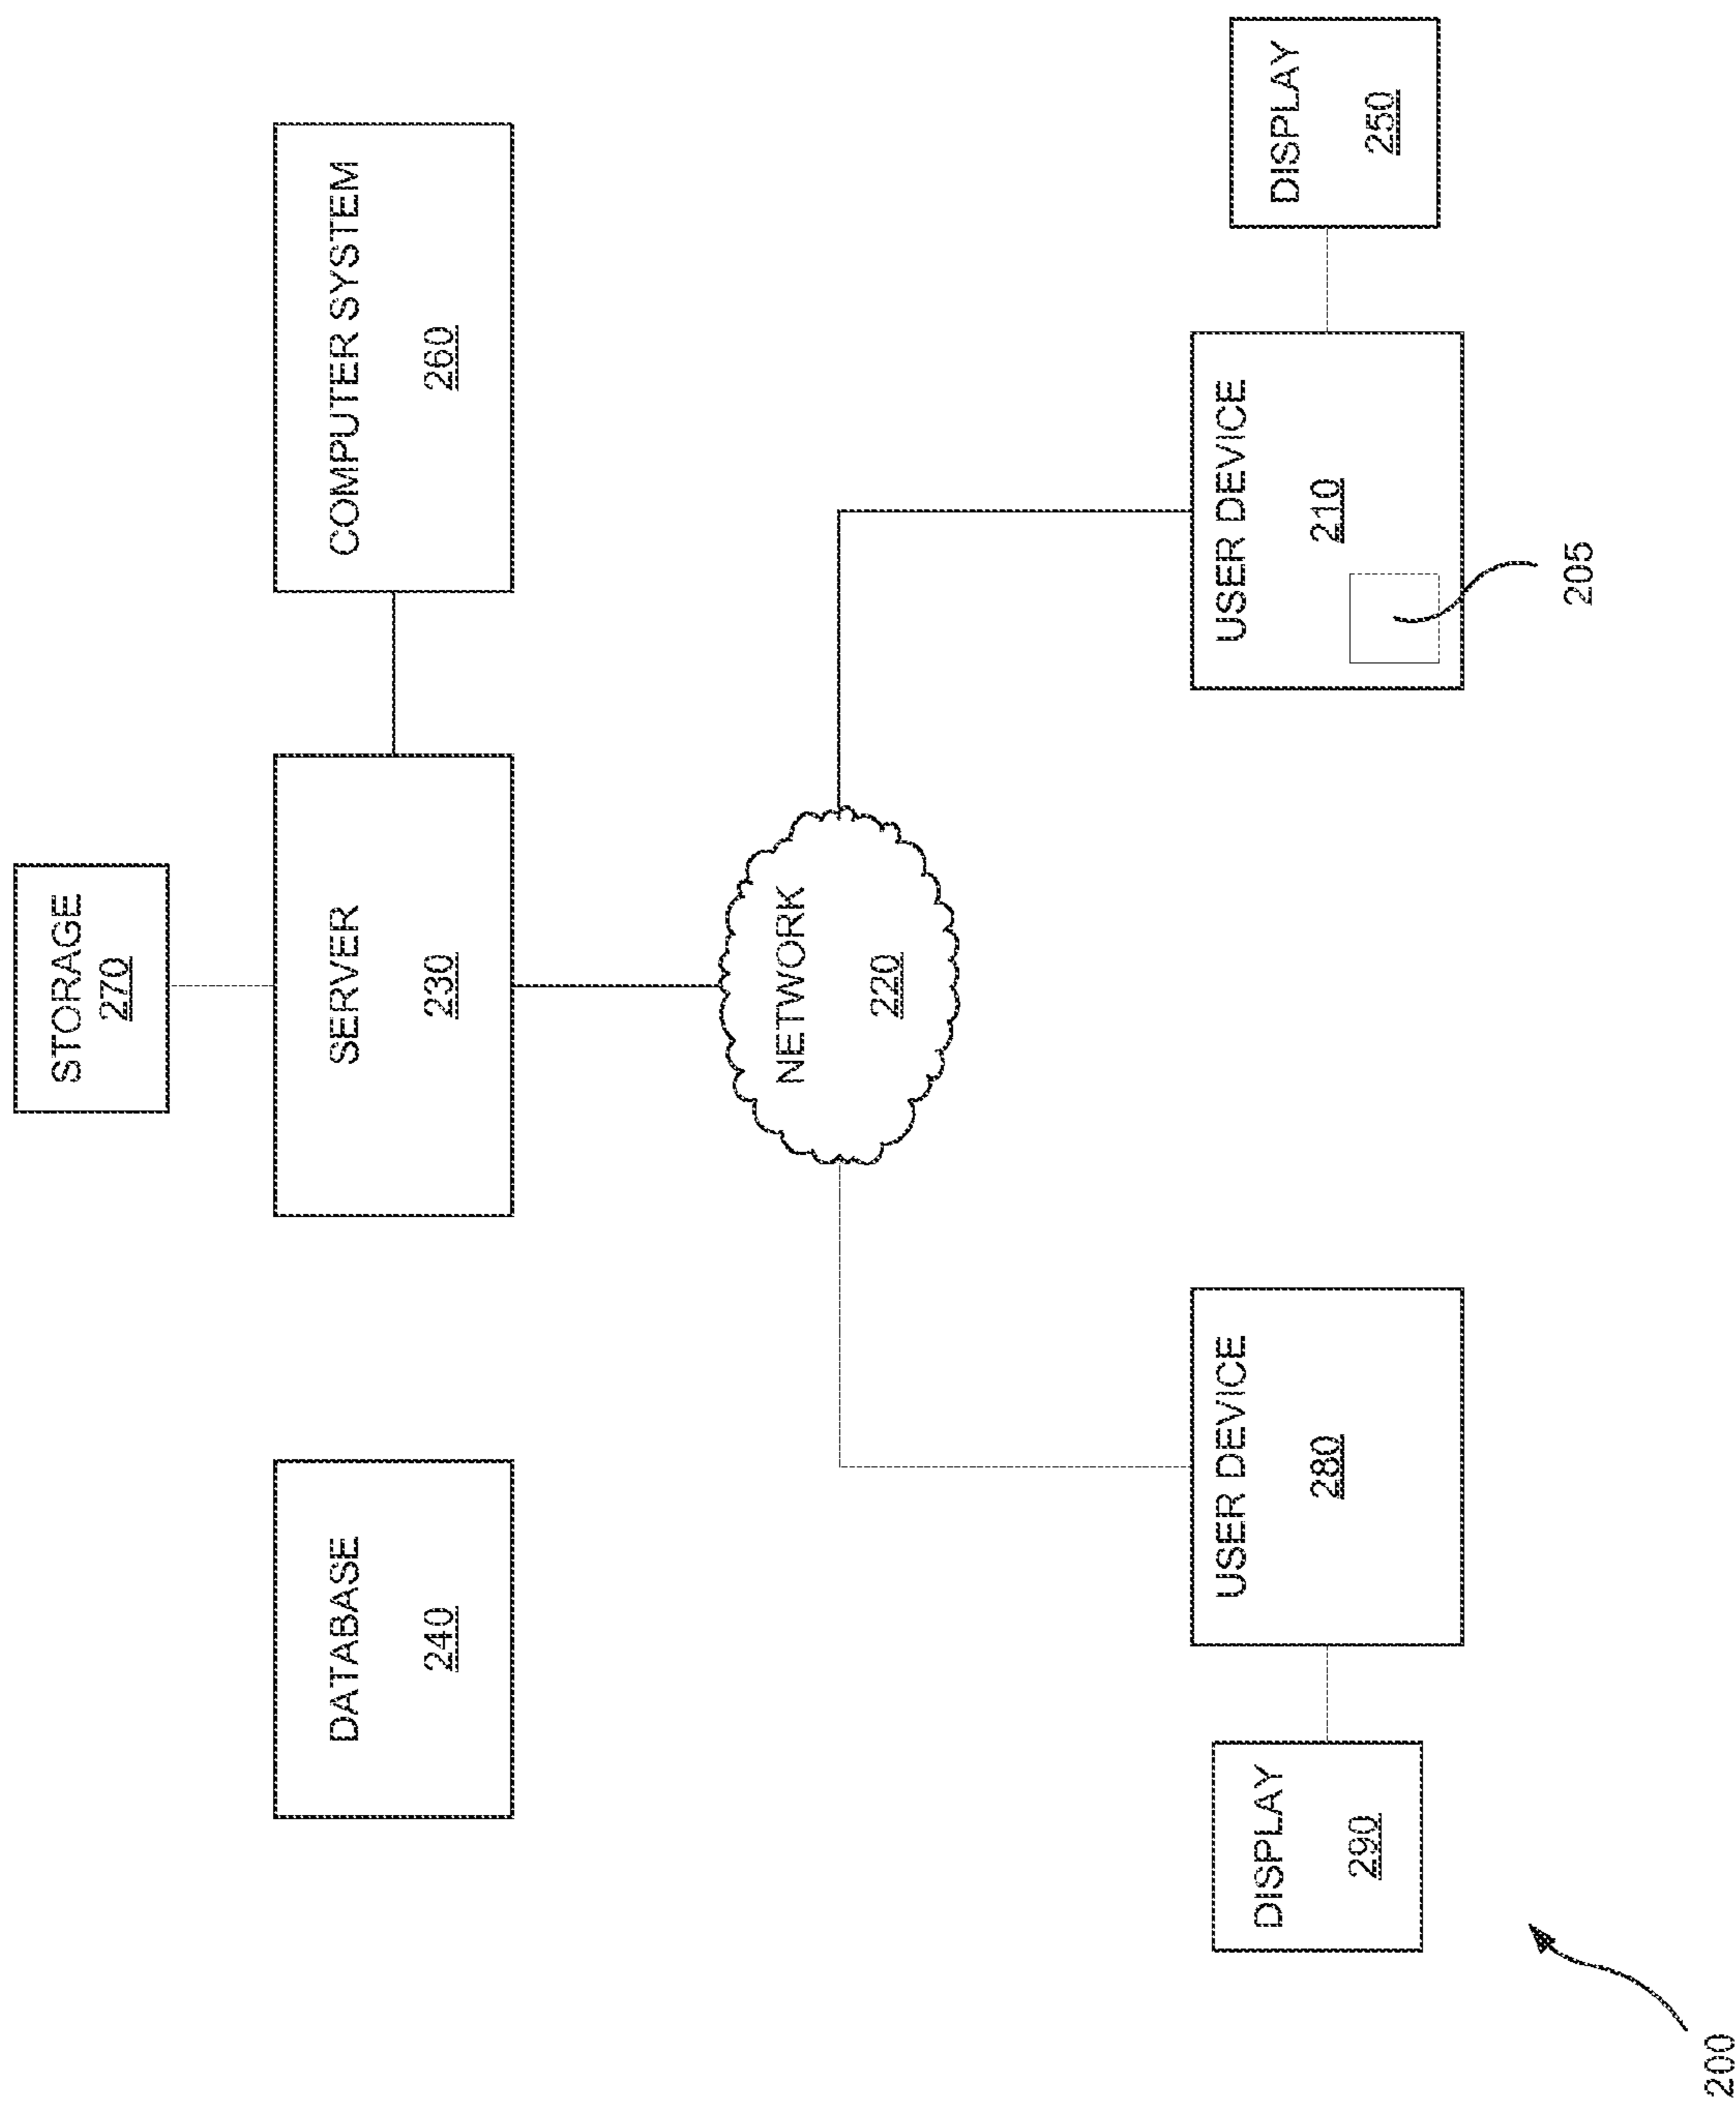 STORAGE
270
DATABASE
240
SERVER
230
COMPUTER SYSTEM
260
NETWORK
220
DISPLAY
290
USER DEVICE
280
USER DEVICE
210
DISPLAY
250
205
200